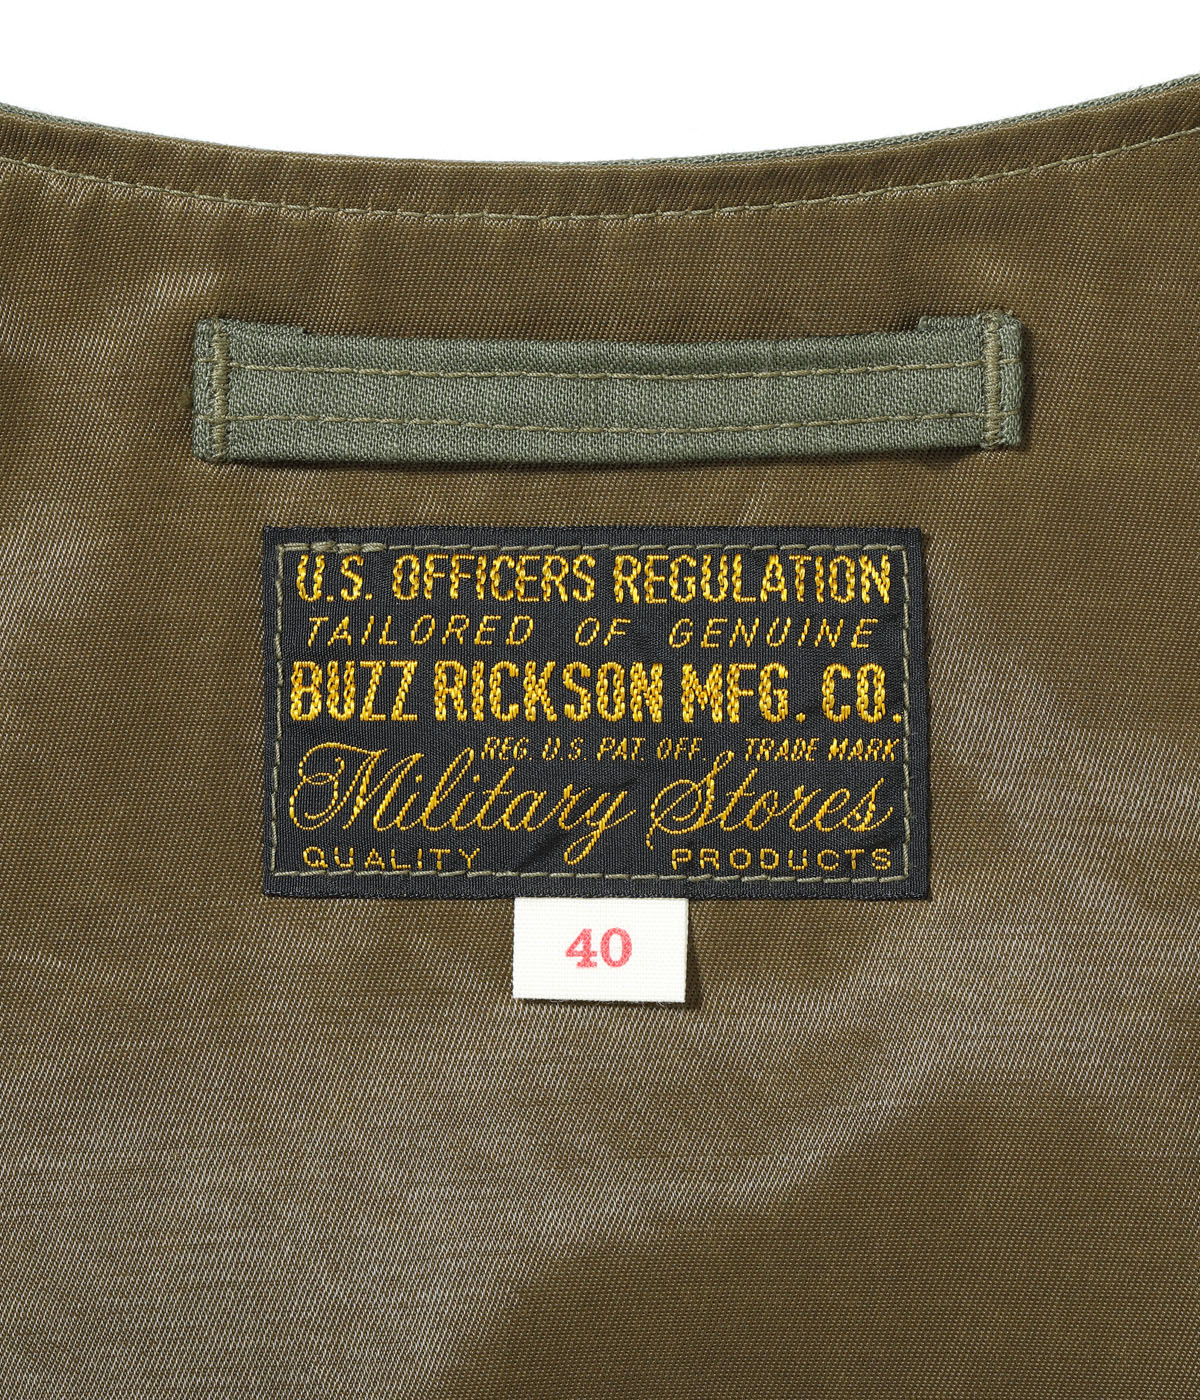 U.S. OFFICERS REGULATION
TAILORED OF GENUINE
BUZZ RICKSON MFG. CO.
REG. U.S. PAT. OFF. TRADE MARK
Military Stores
QUALITY PRODUCTS
40